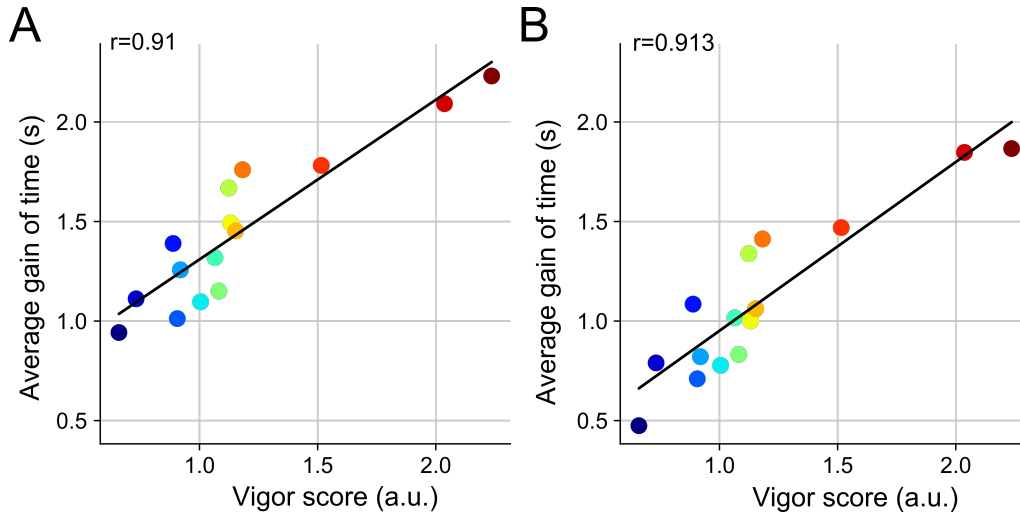 A
r=0.91
2.0
1.5
1.0
0.5
Average gain of time (s)
1.0 1.5 2.0
Vigor score (a.u.)
B
r=0.913
2.0
1.5
1.0
0.5
Average gain of time (s)
1.0 1.5 2.0
Vigor score (a.u.)